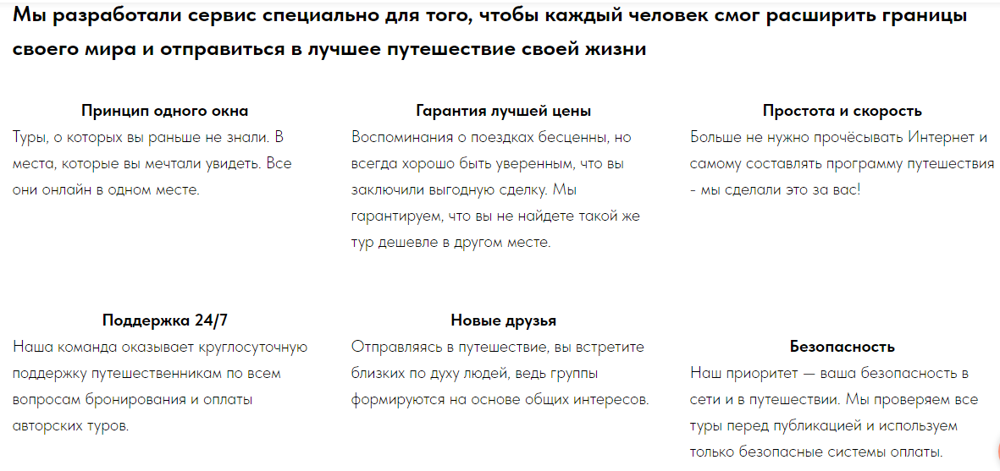 Мы разработали сервис специально для того, чтобы каждый человек смог расширить границы
своего мира и отправиться в лучшее путешествие своей жизни
Принцип одного окна
Туры, о которых вы раньше не знали. В
места, которые вы мечтали увидеть. Все
они онлайн в одном месте.
Гарантия лучшей цены
Воспоминания о поездках бесценны, но
всегда хорошо быть уверенным, что вы
заключили выгодную сделку. Мы
гарантируем, что вы не найдете такой же
тур дешевле в другом месте.
Простота и скорость
Больше не нужно прочёсывать Интернет и
самому составлять программу путешествия
- мы сделали это за вас!
Поддержка 24/7
Наша команда оказывает круглосуточную
поддержку путешественникам по всем
вопросам бронирования и оплаты
авторских туров.
Новые друзья
Отправляясь в путешествие, вы встретите
близких по духу людей, ведь группы
формируются на основе общих интересов.
Безопасность
Наш приоритет — ваша безопасность в
сети и в путешествии. Мы проверяем все
туры перед публикацией и используем
только безопасные системы оплаты.